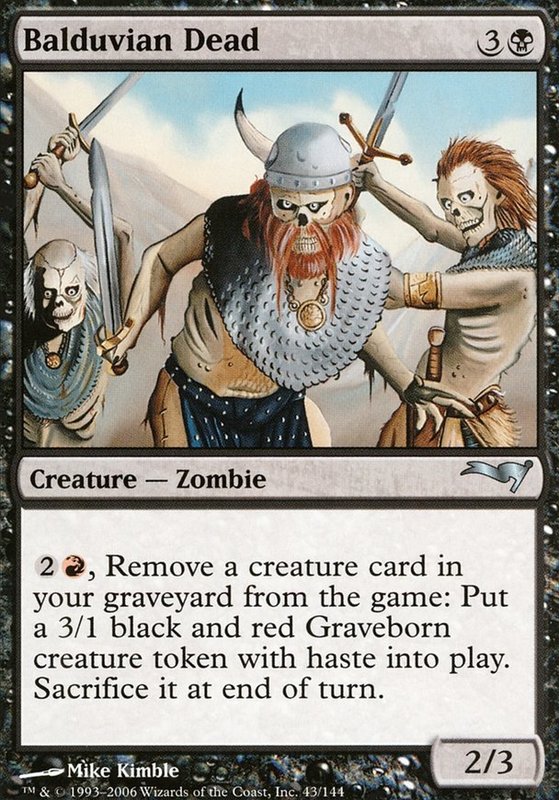 Balduvian Dead 3
Creature — Zombie
2, Remove a creature card in
your graveyard from the game: Put
a 3/1 black and red Graveborn
creature token with haste into play.
Sacrifice it at end of turn.
2/3
Mike Kimble
™ & © 1993–2006 Wizards of the Coast, Inc. 43/144